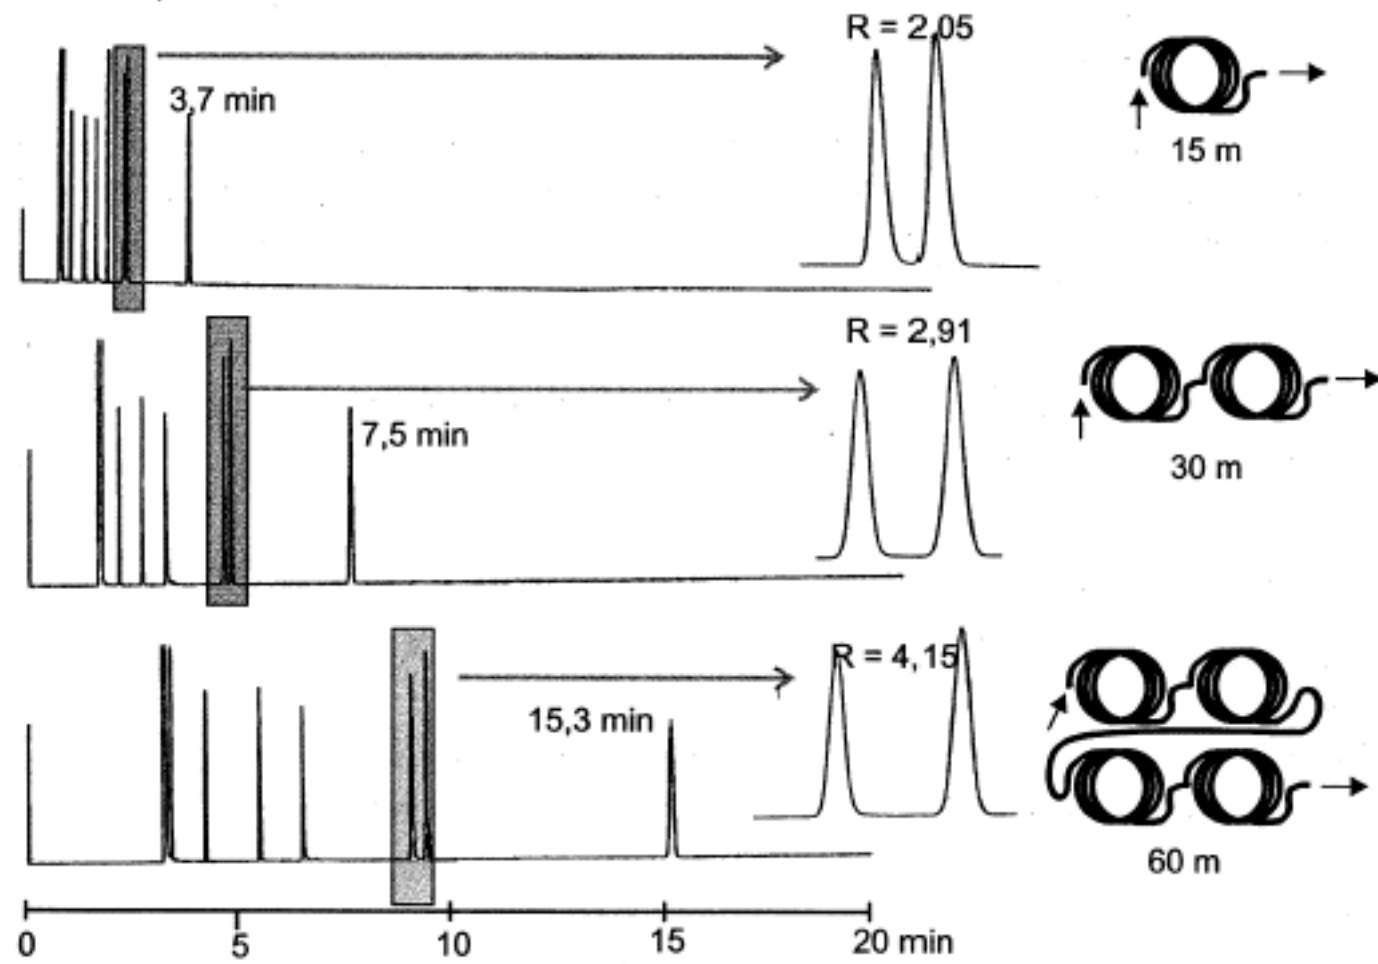 R = 2,05
3,7 min
15 m
R = 2,91
7,5 min
30 m
R = 4,15
15,3 min
60 m
0 5 10 15 20 min